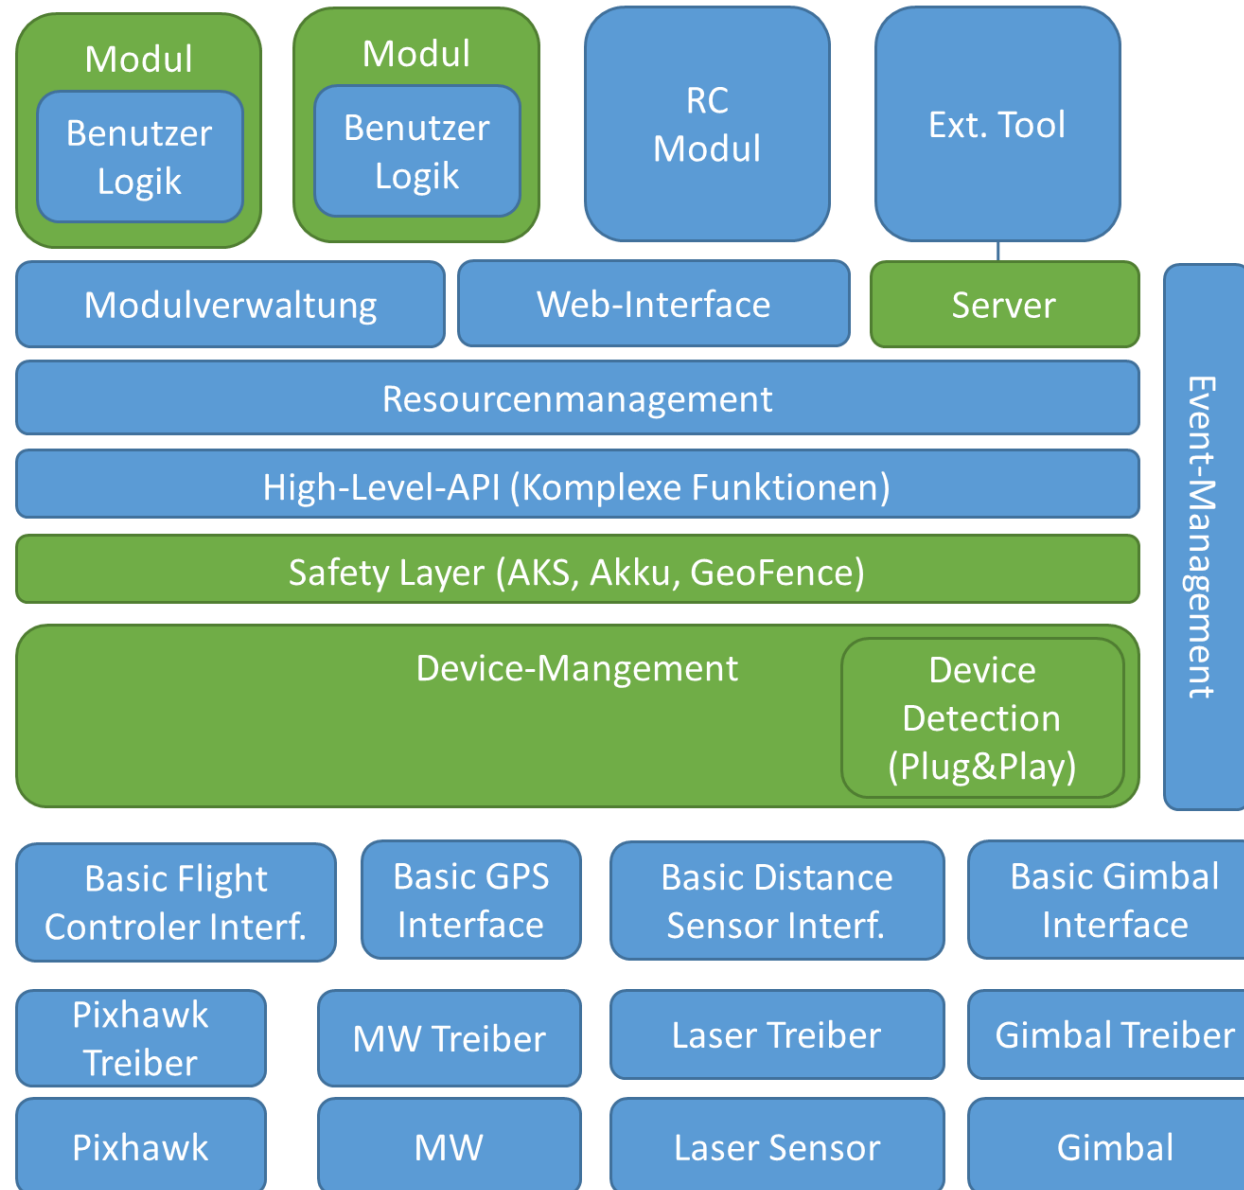 Modul
Benutzer
Logik
Modul
Benutzer
Logik
RC
Modul
Ext. Tool
Modulverwaltung
Web-Interface
Server
Event-Management
Resourcenmanagement
High-Level-API (Komplexe Funktionen)
Safety Layer (AKS, Akku, GeoFence)
Device-Mangement
Device
Detection
(Plug&Play)
Basic Flight
Controler Interf.
Basic GPS
Interface
Basic Distance
Sensor Interf.
Basic Gimbal
Interface
Pixhawk
Treiber
MW Treiber
Laser Treiber
Gimbal Treiber
Pixhawk
MW
Laser Sensor
Gimbal